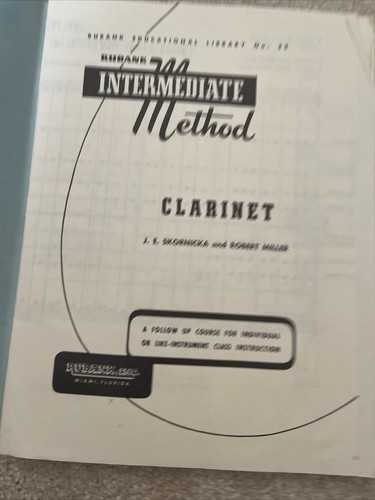 RUBANK EDUCATIONAL LIBRARY No.
RUBANK
INTERMEDIATE
Method
CLARINET
J. E. SKORNICKA and ROBERT MILLER
A FOLLOW UP COURSE FOR INDIVIDUAL
OR LIKE-INSTRUMENT CLASS INSTRUCTION
RUBANK, INC.
MIAMI, FLORIDA